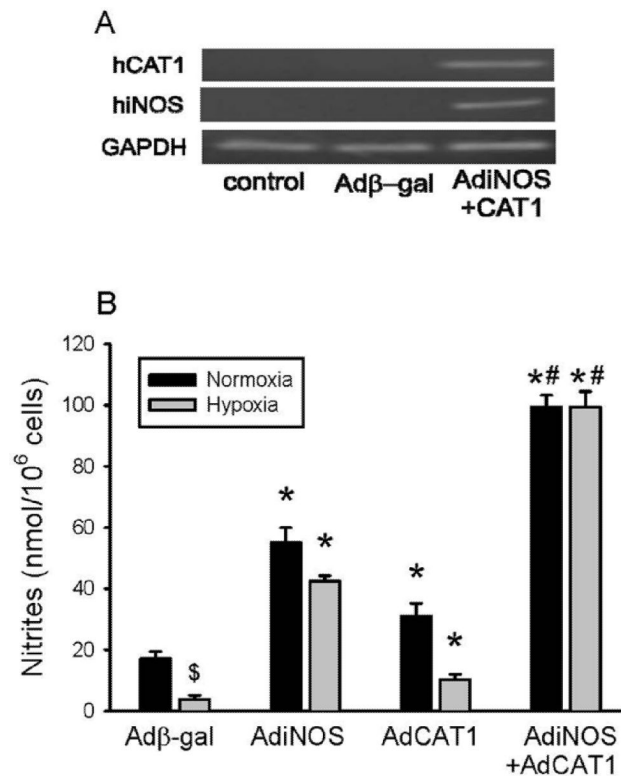 A
hCAT1
hiNOS
GAPDH
control Adβ–gal AdiNOS
+CAT1
B
Nitrites (nmol/10⁶ cells)
120
100
80
60
40
20
0
Normoxia
Hypoxia
$
*
*
*
*
*# *#
Adβ-gal AdiNOS AdCAT1 AdiNOS
+AdCAT1